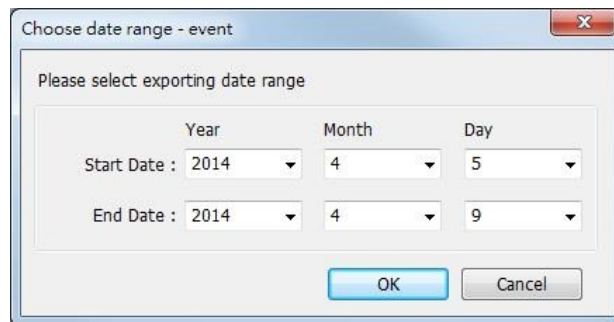 Choose date range - event
Please select exporting date range
Year Month Day
Start Date : 2014 4 5
End Date : 2014 4 9
OK Cancel